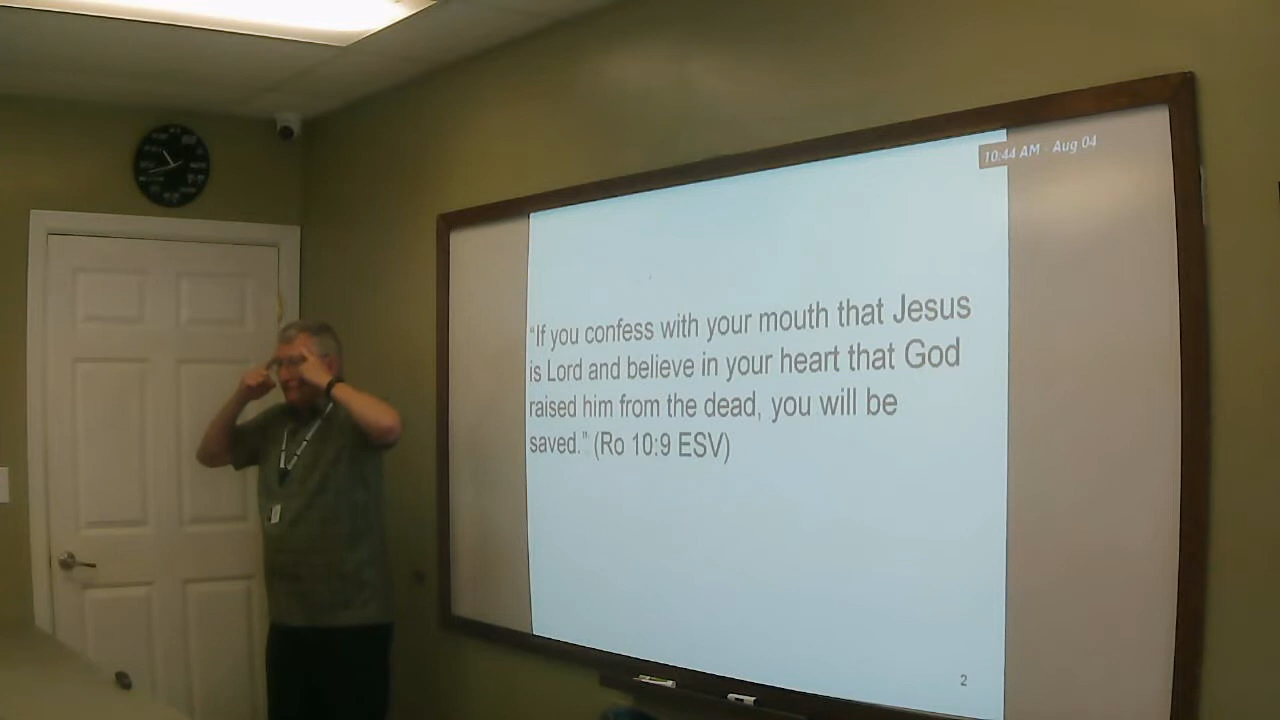 10:44 AM - Aug 04
"If you confess with your mouth that Jesus
is Lord and believe in your heart that God
raised him from the dead, you will be
saved." (Ro 10:9 ESV)
2